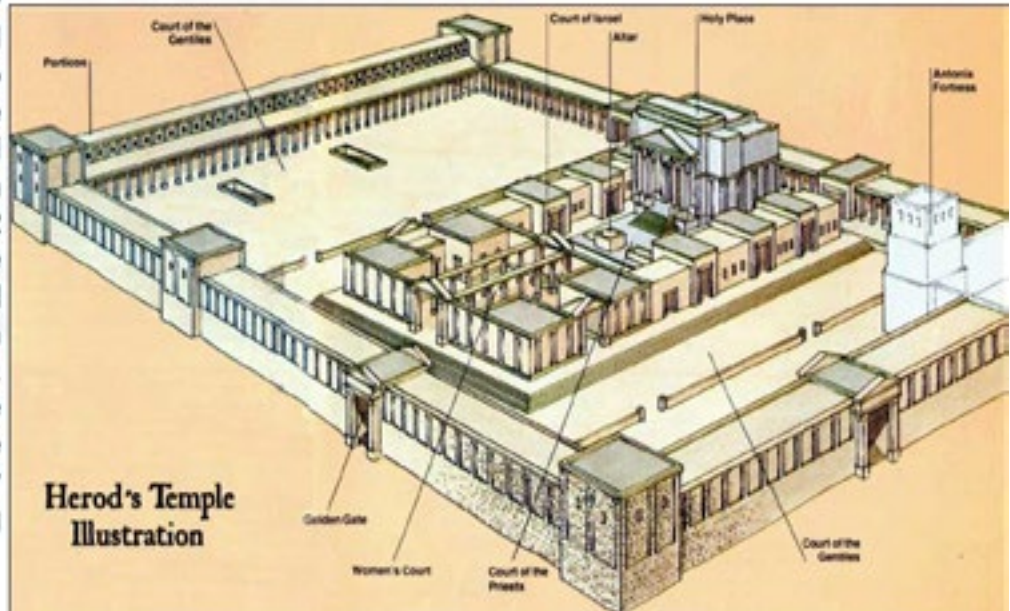 Court of the
Gentiles
Porticos
Court of Israel
Altar
Holy Place
Antonia
Fortress
Herod's Temple
Illustration
Golden Gate
Women's Court
Court of the
Priests
Court of the
Gentiles